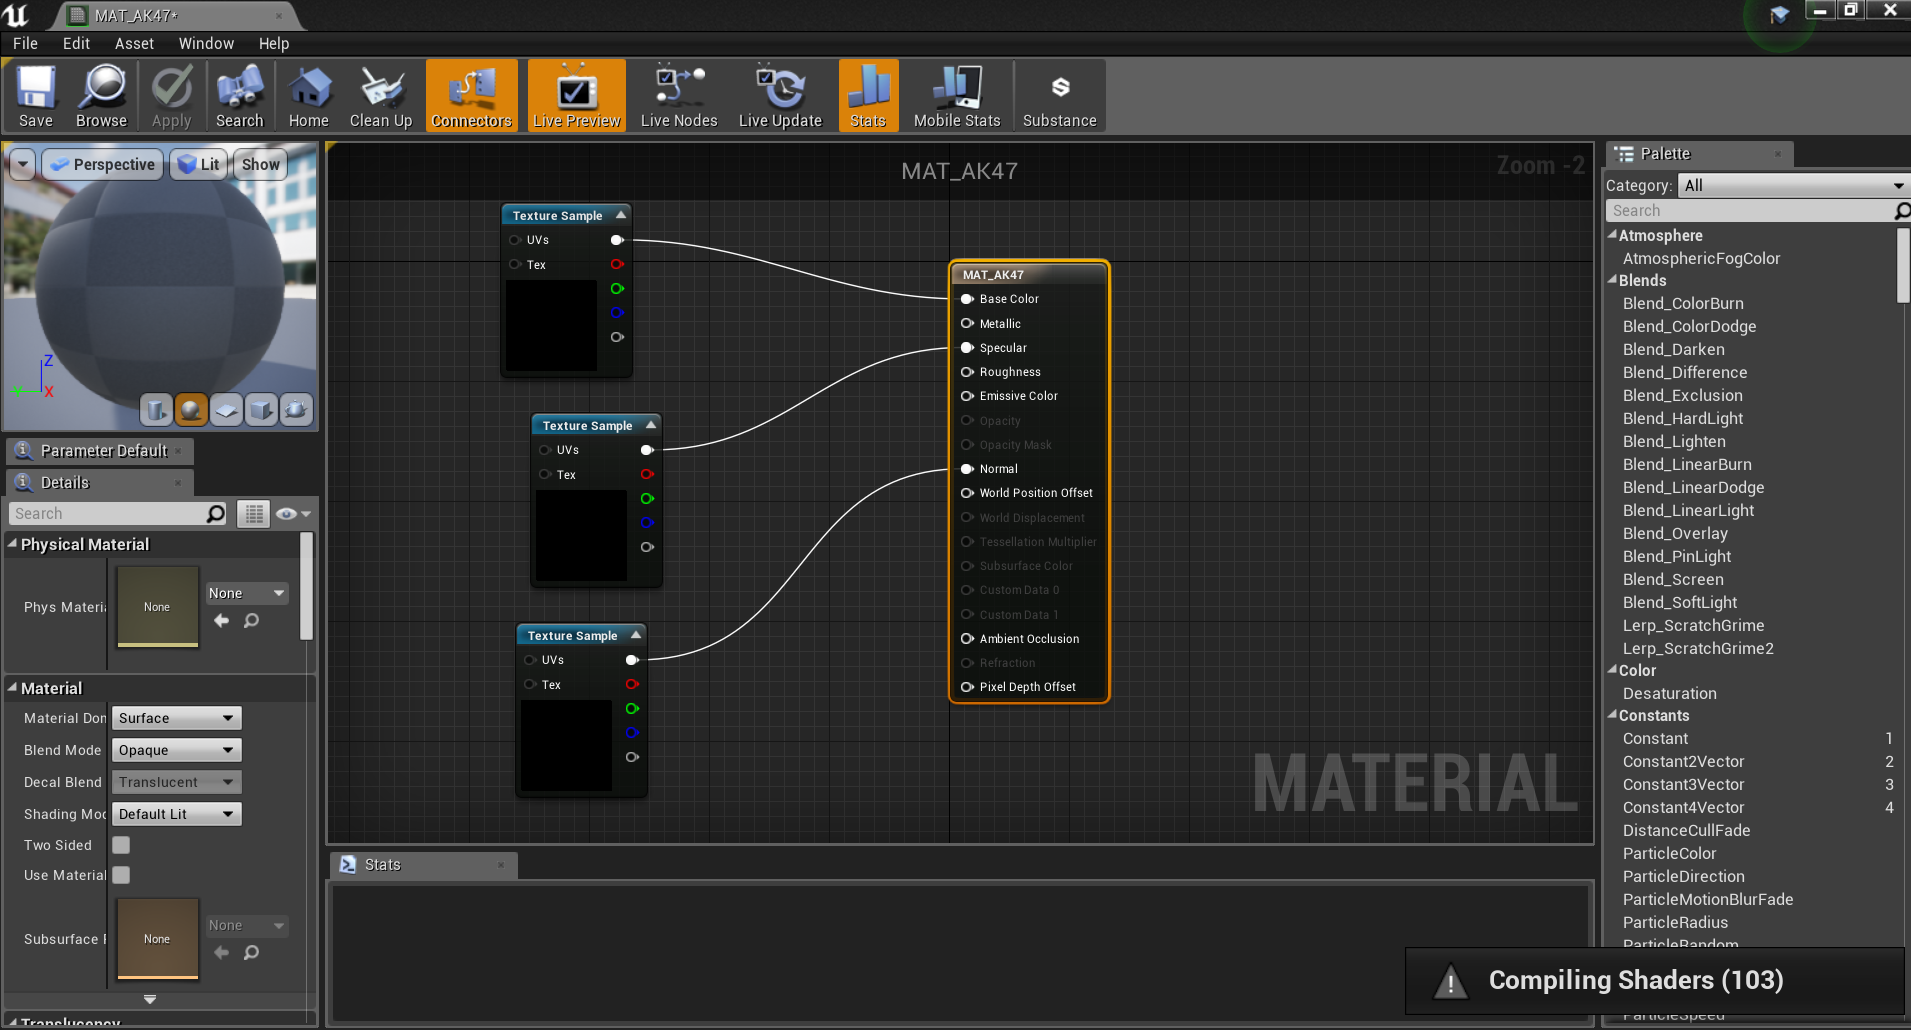 MAT_AK47*
File Edit Asset Window Help
Save Browse Apply Search Home Clean Up Connectors Live Preview Live Nodes Live Update Stats Mobile Stats Substance
Perspective Lit Show
Z
Y X
Parameter Default
Details
Search
Physical Material
Phys Materia
None
None
Material
Material Don Surface
Blend Mode Opaque
Decal Blend Translucent
Shading Moc Default Lit
Two Sided
Use Material
Subsurface P
None
None
Translucency
MAT_AK47
Zoom -2
Texture Sample
UVs
Tex
Texture Sample
UVs
Tex
Texture Sample
UVs
Tex
MAT_AK47
Base Color
Metallic
Specular
Roughness
Emissive Color
Opacity
Opacity Mask
Normal
World Position Offset
World Displacement
Tessellation Multiplier
Subsurface Color
Custom Data 0
Custom Data 1
Ambient Occlusion
Refraction
Pixel Depth Offset
MATERIAL
Stats
Palette
Category: All
Search
Atmosphere
AtmosphericFogColor
Blends
Blend_ColorBurn
Blend_ColorDodge
Blend_Darken
Blend_Difference
Blend_Exclusion
Blend_HardLight
Blend_Lighten
Blend_LinearBurn
Blend_LinearDodge
Blend_LinearLight
Blend_Overlay
Blend_PinLight
Blend_Screen
Blend_SoftLight
Lerp_ScratchGrime
Lerp_ScratchGrime2
Color
Desaturation
Constants
Constant 1
Constant2Vector 2
Constant3Vector 3
Constant4Vector 4
DistanceCullFade
ParticleColor
ParticleDirection
ParticleMotionBlurFade
ParticleRadius
ParticleRandom
Compiling Shaders (103)
ParticleSpeed